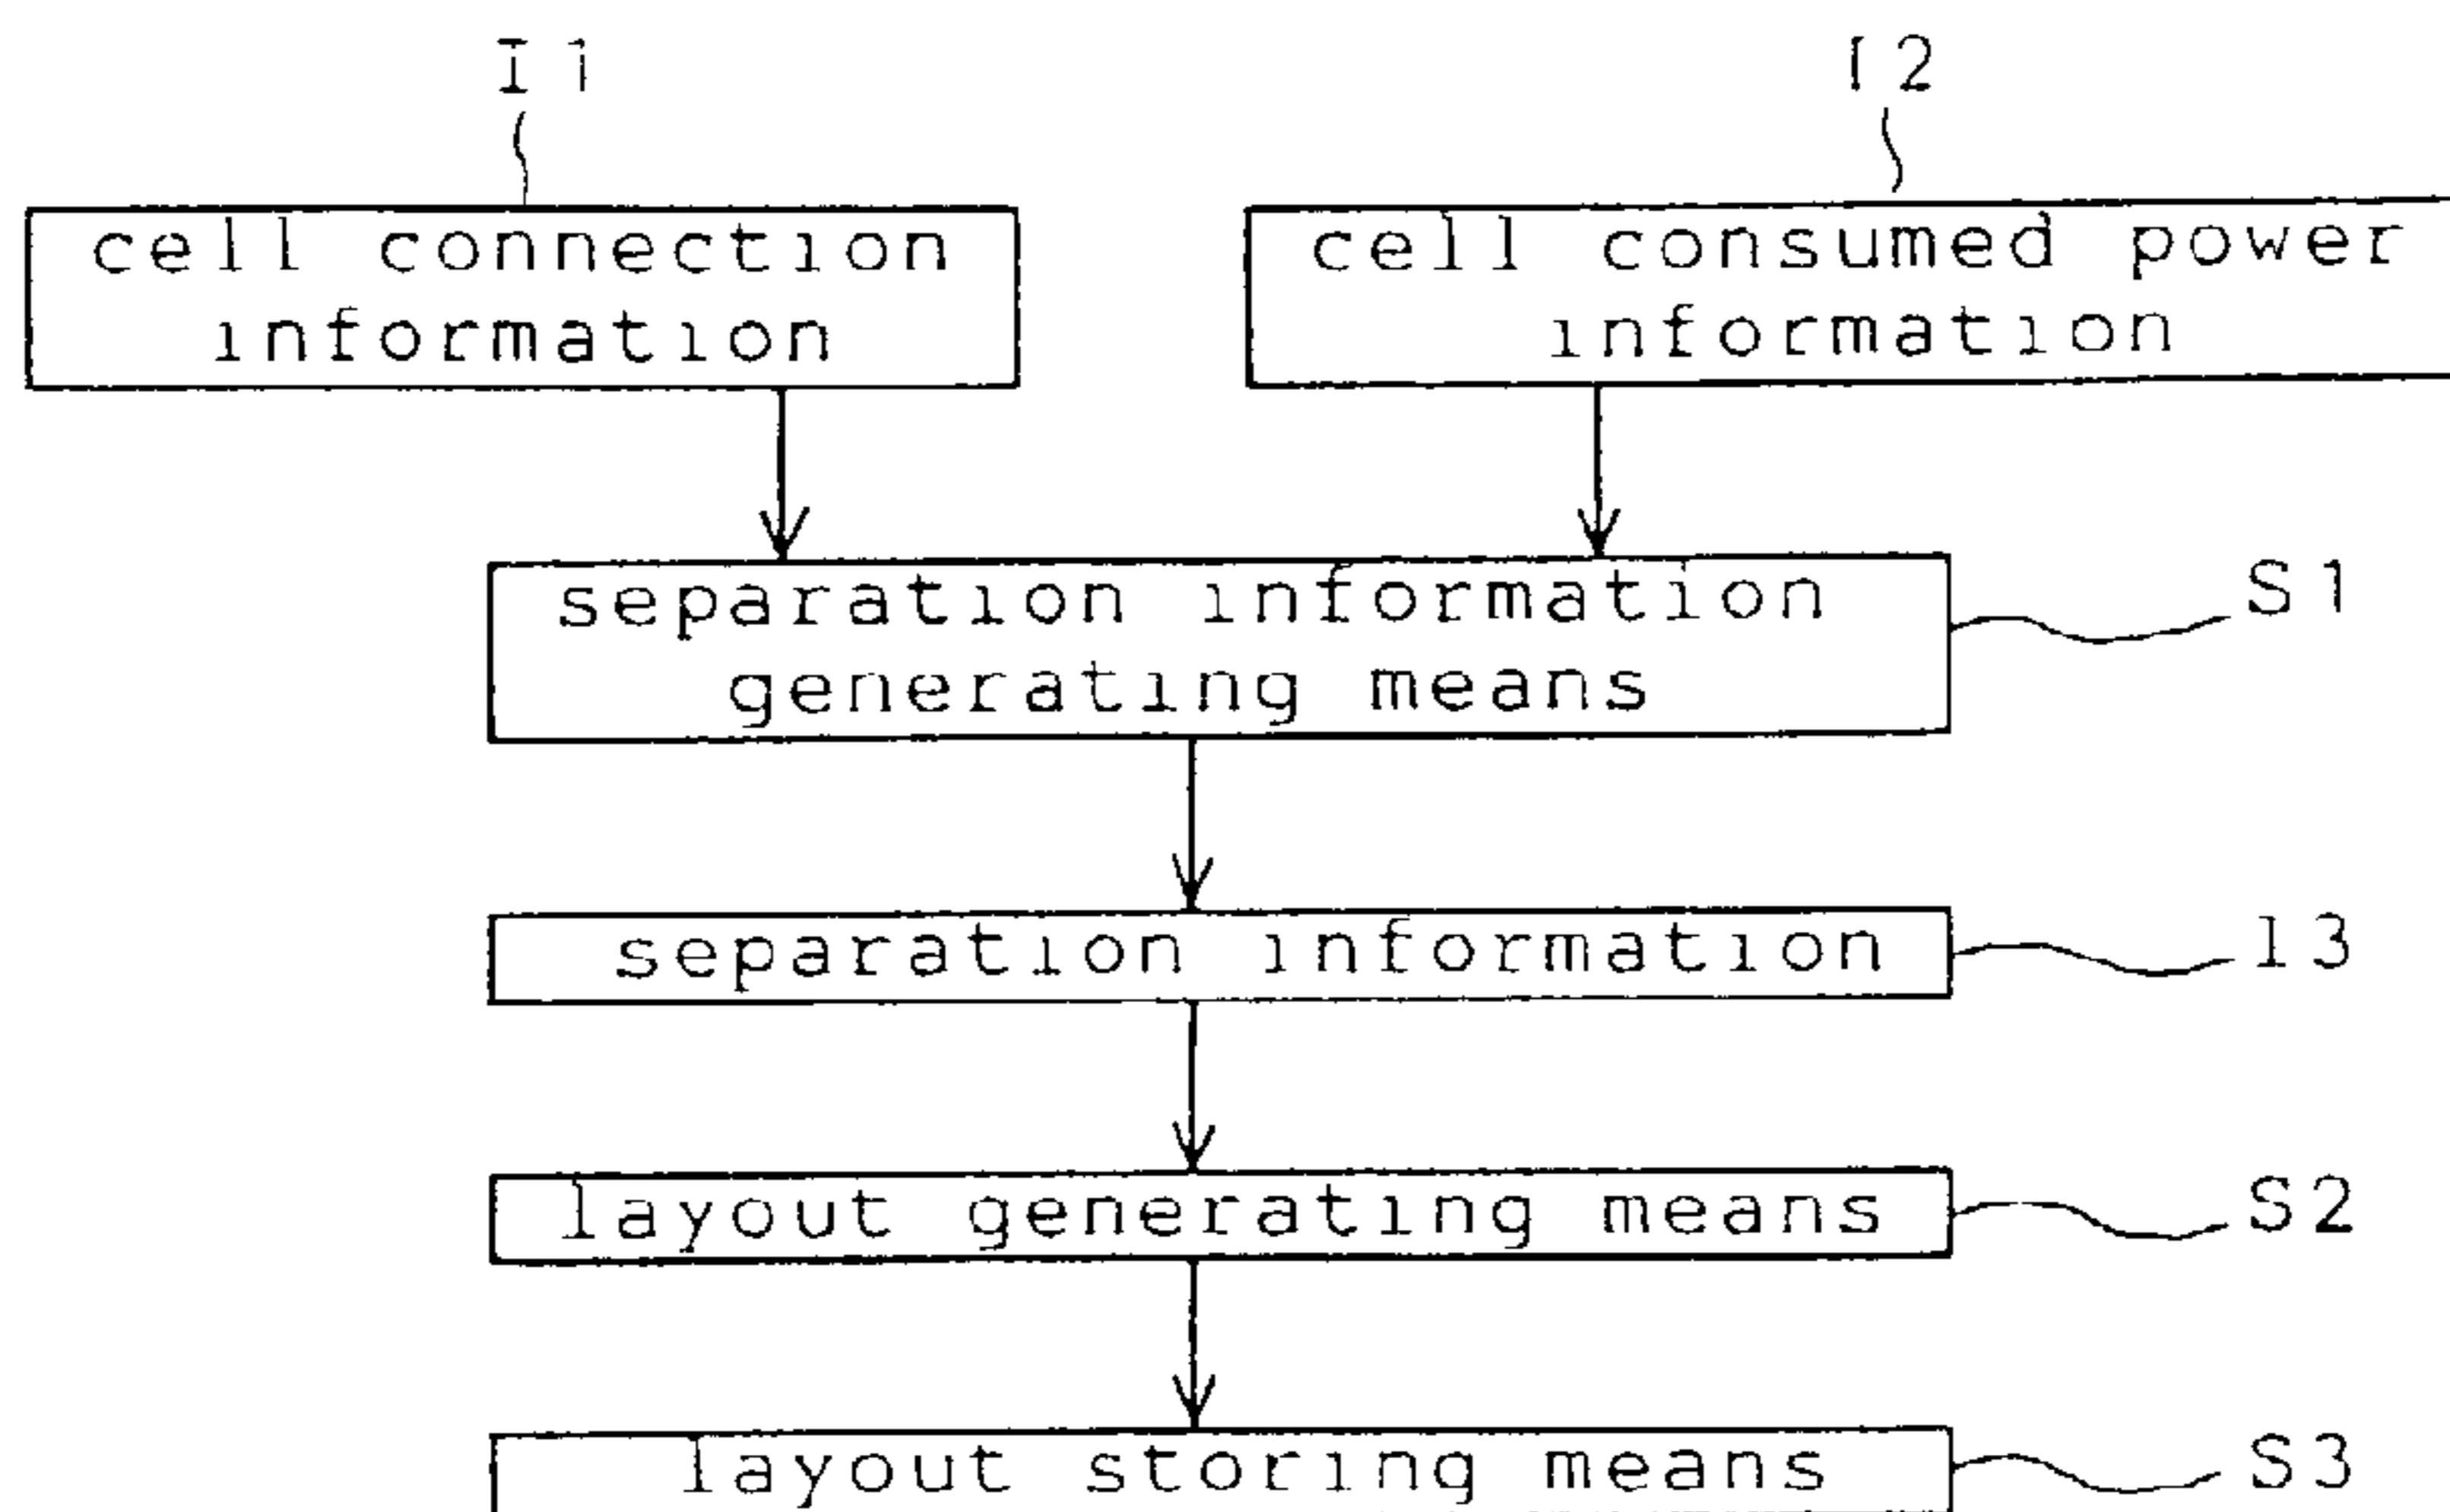 I1
I2
cell connection
information
cell consumed power
information
separation information
generating means
S1
separation information
I3
layout generating means
S2
layout storing means
S3